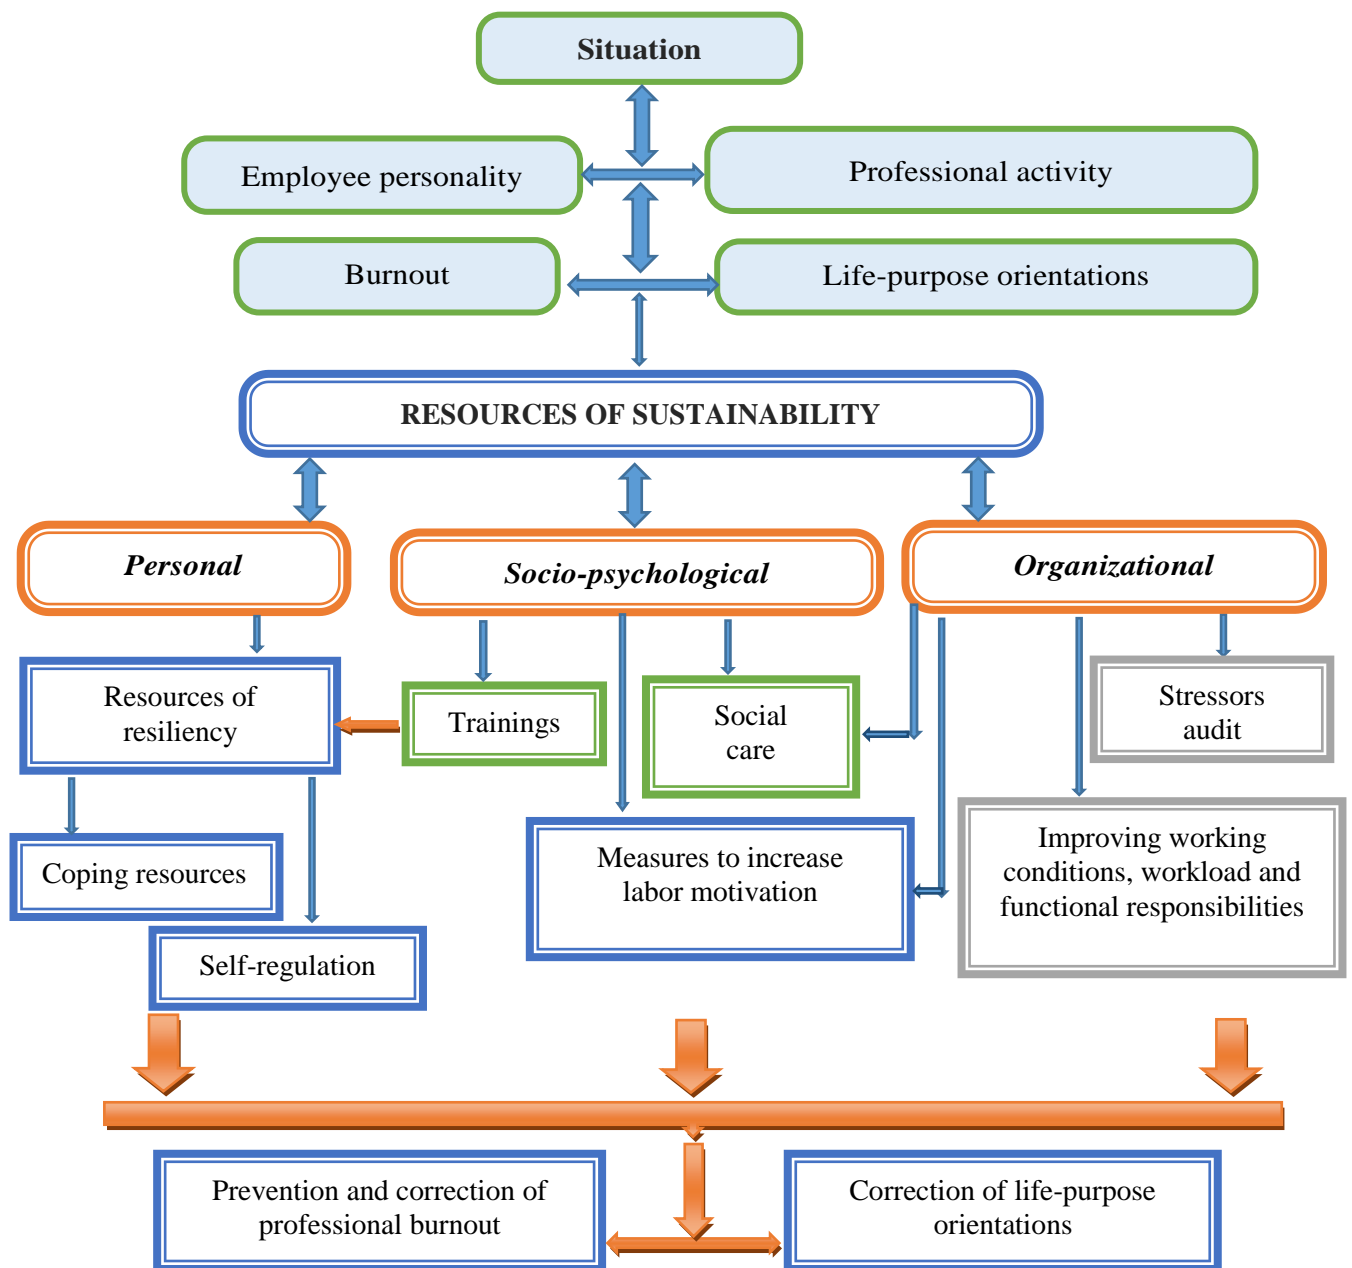 Situation
Employee personality
Professional activity
Burnout
Life-purpose orientations
RESOURCES OF SUSTAINABILITY
Personal
Socio-psychological
Organizational
Resources of
resiliency
Trainings
Social
care
Stressors
audit
Coping resources
Measures to increase
labor motivation
Improving working
conditions, workload and
functional responsibilities
Self-regulation
Prevention and correction of
professional burnout
Correction of life-purpose
orientations